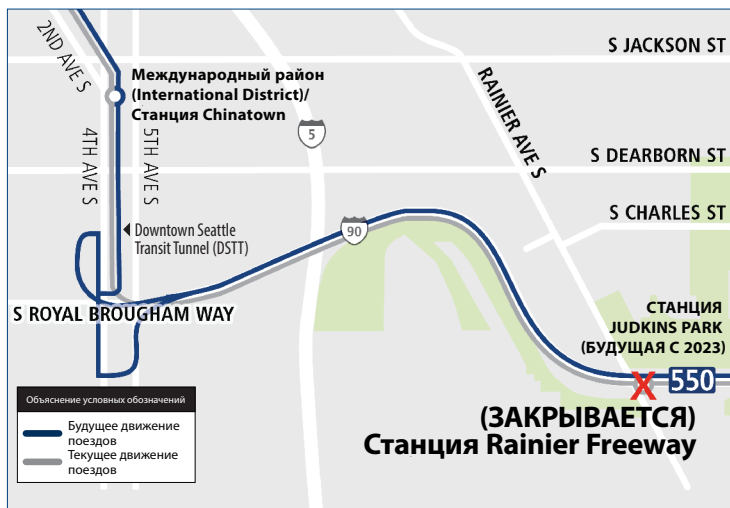 2ND AVE S
S JACKSON ST
Международный район
(International District)/
Станция Chinatown
RAINIER AVE S
5
4TH AVE S
5TH AVE S
S DEARBORN ST
S CHARLES ST
90
Downtown Seattle
Transit Tunnel (DSTT)
S ROYAL BROUGHAM WAY
СТАНЦИЯ
JUDKINS PARK
(БУДУЩАЯ С 2023)
X
550
(ЗАКРЫВАЕТСЯ)
Станция Rainier Freeway
Объяснение условных обозначений
Будущее движение
поездов
Текущее движение
поездов